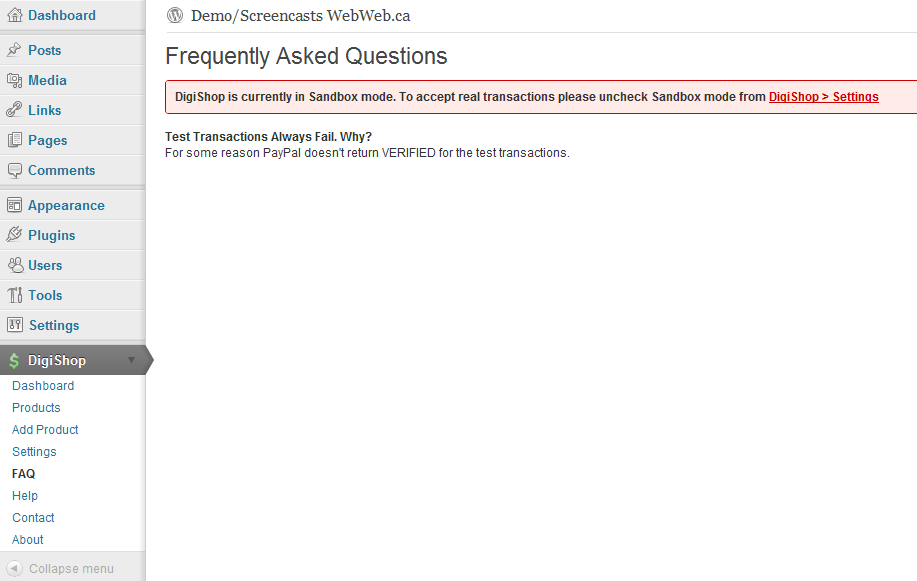 Dashboard
Posts
Media
Links
Pages
Comments
Appearance
Plugins
Users
Tools
Settings
DigiShop
Dashboard
Products
Add Product
Settings
FAQ
Help
Contact
About
Collapse menu
Demo/Screencasts WebWeb.ca
Frequently Asked Questions
DigiShop is currently in Sandbox mode. To accept real transactions please uncheck Sandbox mode from DigiShop > Settings
Test Transactions Always Fail. Why?
For some reason PayPal doesn't return VERIFIED for the test transactions.